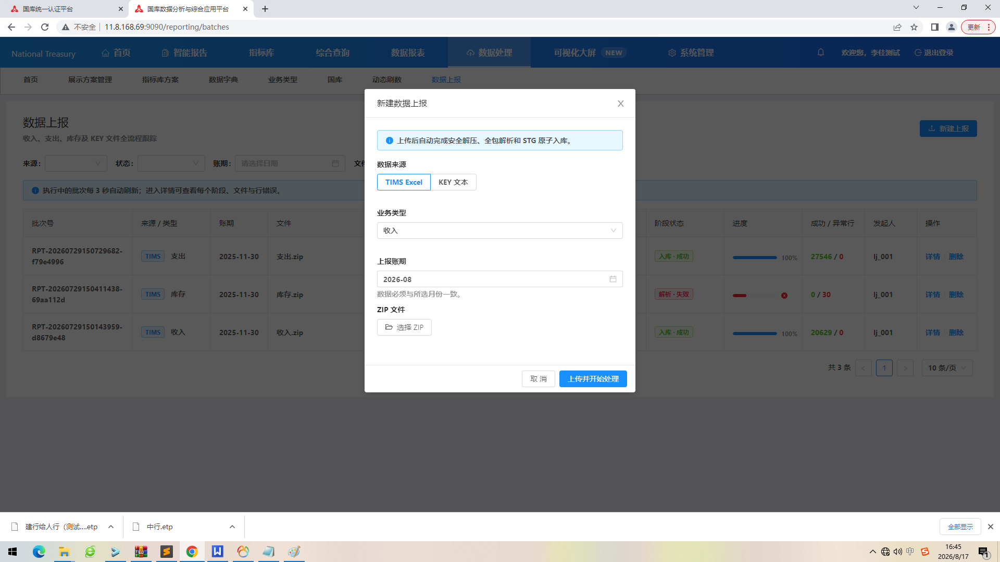 国库统一认证平台
国库数据分析与综合应用平台
不安全
11.8.168.69:9090/reporting/batches
更新
National Treasury
首页
智能报告
指标库
综合查询
数据报表
数据处理
可视化大屏 NEW
系统管理
欢迎您，李佳测试
退出登录
首页
展示方案管理
指标库方案
数据字典
业务类型
国库
动态刷数
数据上报
数据上报
收入、支出、库存及 KEY 文件全流程跟踪
新建上报
来源：
状态：
账期：
请选择日期
执行中的批次每 3 秒自动刷新；进入详情可查看每个阶段、文件与行错误。
批次号
来源 / 类型
账期
文件
阶段状态
进度
成功 / 异常行
发起人
操作
RPT-20260729150729682-
f79e4996
TIMS
支出
2025-11-30
支出.zip
入库 · 成功
100%
27546 / 0
lj_001
详情
删除
RPT-20260729150411438-
69aa112d
TIMS
库存
2025-11-30
库存.zip
解析 · 失败
0 / 30
lj_001
详情
删除
RPT-20260729150143959-
d8679e48
TIMS
收入
2025-11-30
收入.zip
入库 · 成功
100%
20629 / 0
lj_001
详情
删除
共 3 条
1
10 条/页
新建数据上报
上传后自动完成安全解压、全包解析和 STG 原子入库。
数据来源
TIMS Excel
KEY 文本
业务类型
收入
上报账期
2026-08
数据必须与所选月份一致。
ZIP 文件
选择 ZIP
取 消
上传并开始处理
建行给人行（测试....etp
中行.etp
全部显示
中
16:45
2026/8/17
1